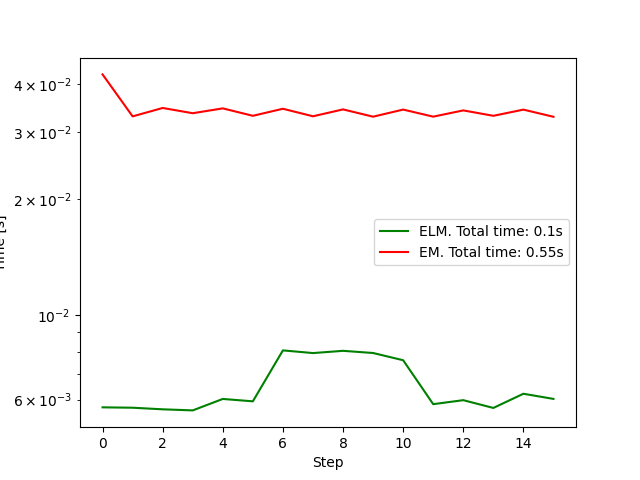 4 × 10⁻²
3 × 10⁻²
2 × 10⁻²
10⁻²
6 × 10⁻³
Time [s]
ELM. Total time: 0.1s
EM. Total time: 0.55s
0 2 4 6 8 10 12 14
Step